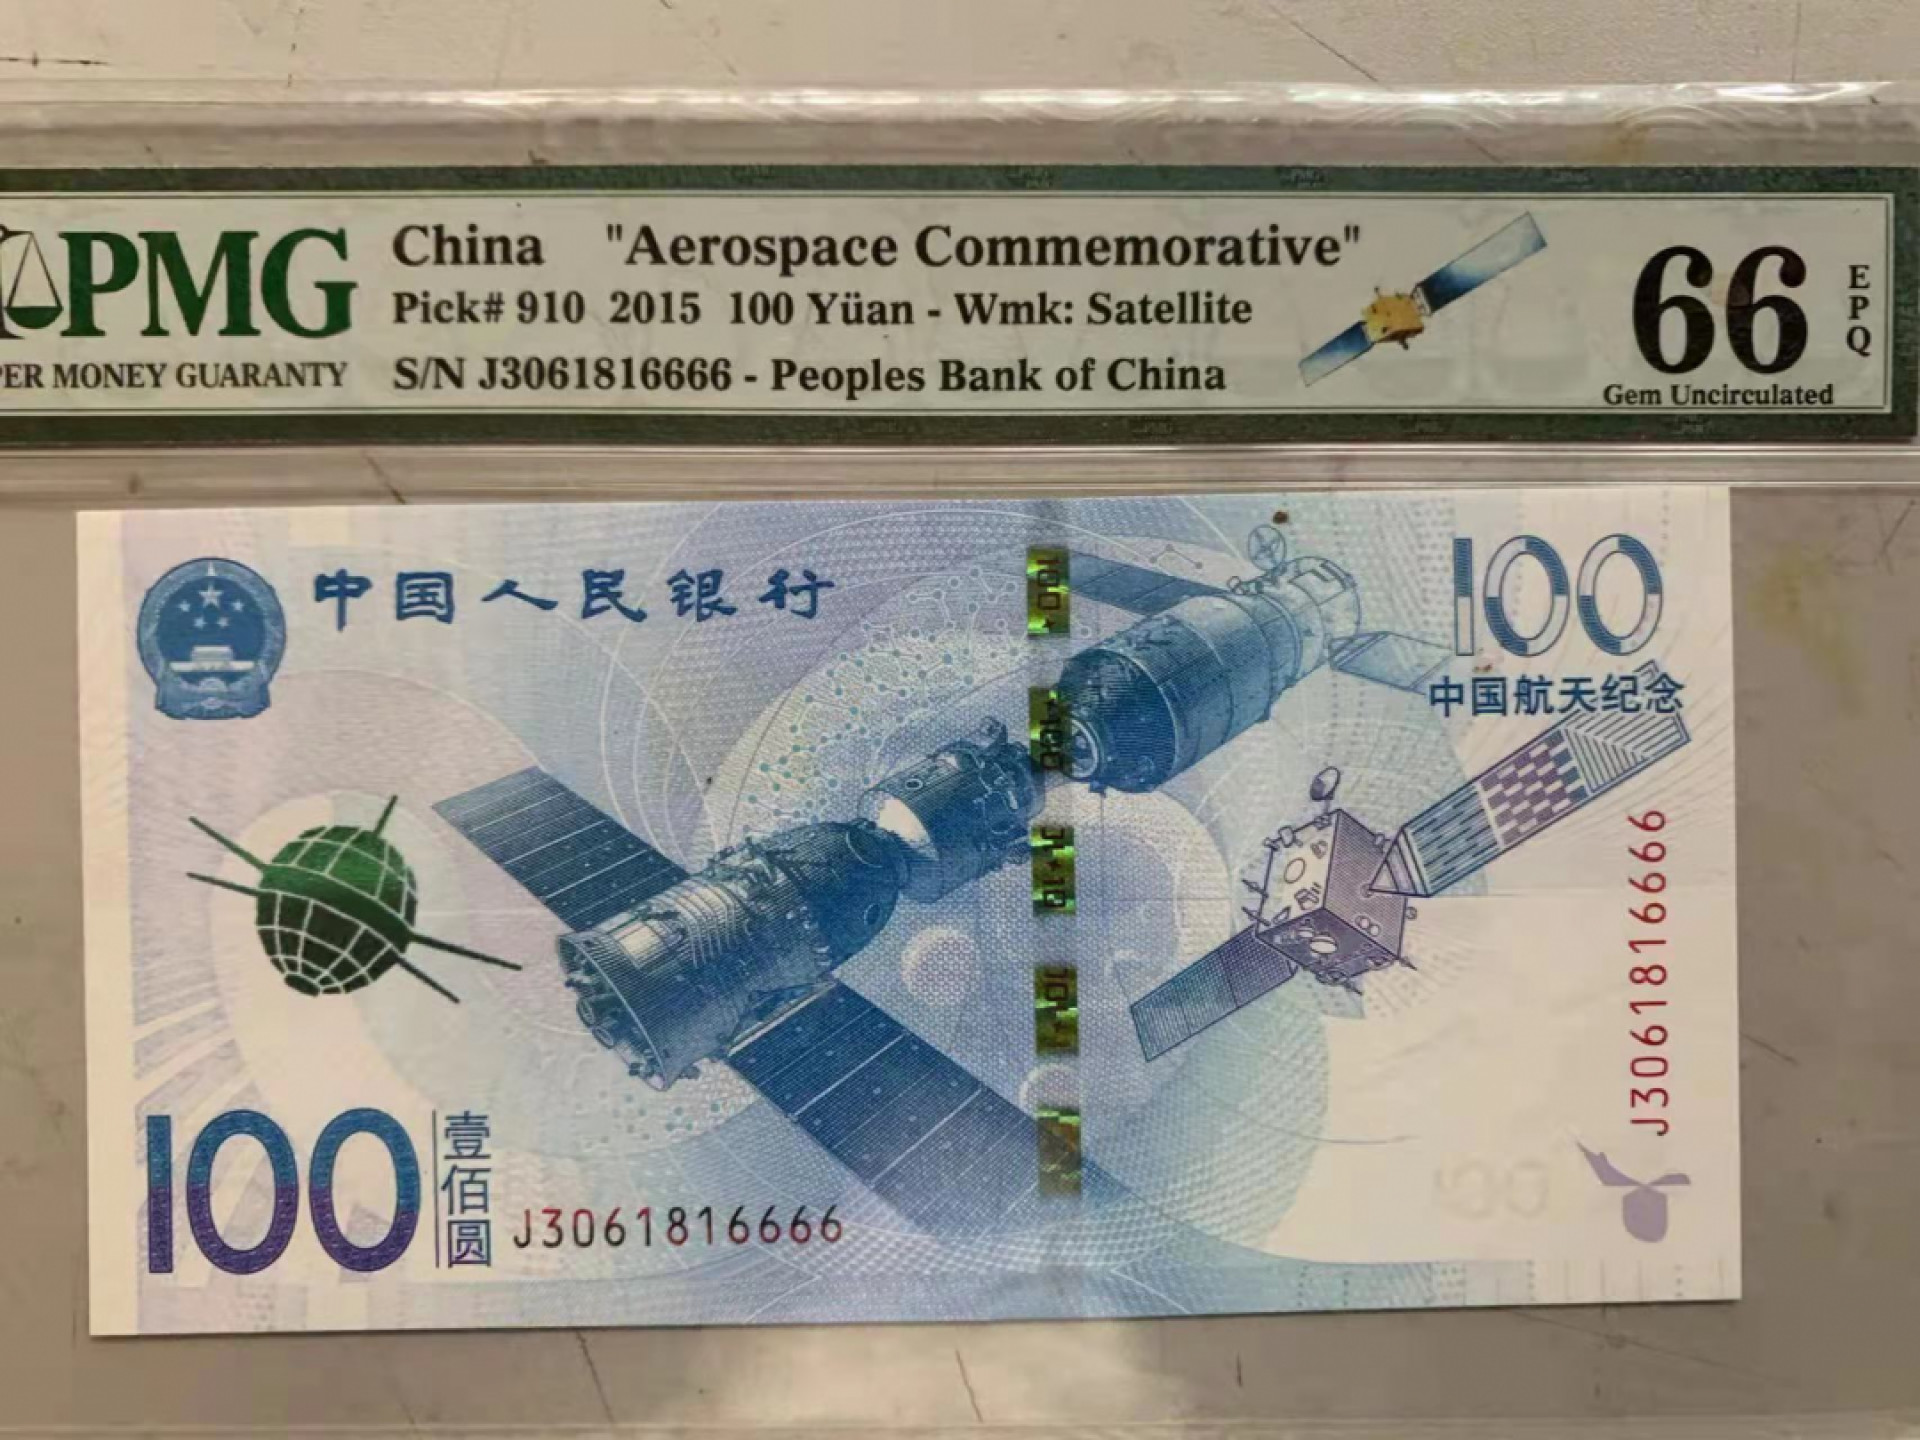 PMG
PER MONEY GUARANTY
China "Aerospace Commemorative"
Pick# 910 2015 100 Yüan - Wmk: Satellite
S/N J3061816666 - Peoples Bank of China
66
EPQ
Gem Uncirculated
中国人民银行
100
中国航天纪念
J3061816666
100
壹佰圆
J3061816666